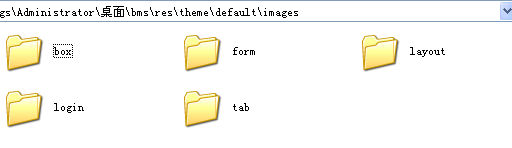 gs\Administrator\桌面\bms\res\theme\default\images
box
form
layout
login
tab